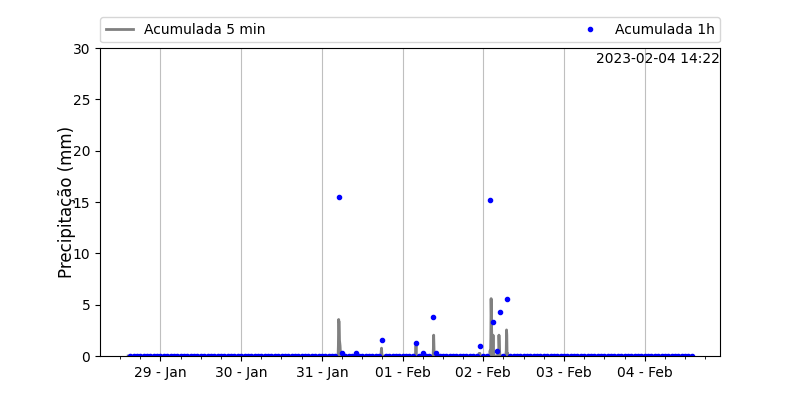 Acumulada 5 min
Acumulada 1h
2023-02-04 14:22
Precipitação (mm)
30
25
20
15
10
5
0
29 - Jan
30 - Jan
31 - Jan
01 - Feb
02 - Feb
03 - Feb
04 - Feb